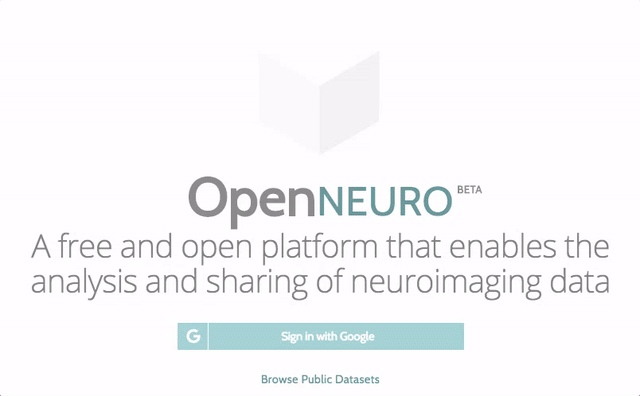 OpenNEURO BETA
A free and open platform that enables the
analysis and sharing of neuroimaging data
G Sign in with Google
Browse Public Datasets